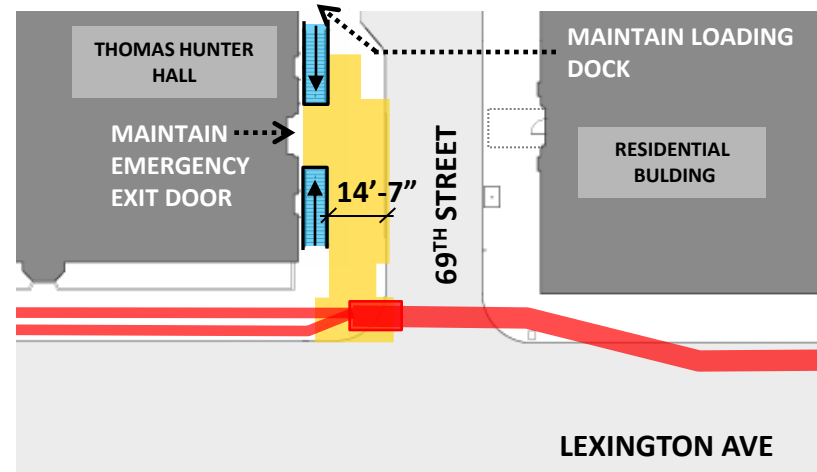 THOMAS HUNTER
HALL
MAINTAIN LOADING
DOCK
MAINTAIN
EMERGENCY
EXIT DOOR
14’-7”
69TH STREET
RESIDENTIAL
BULDING
LEXINGTON AVE